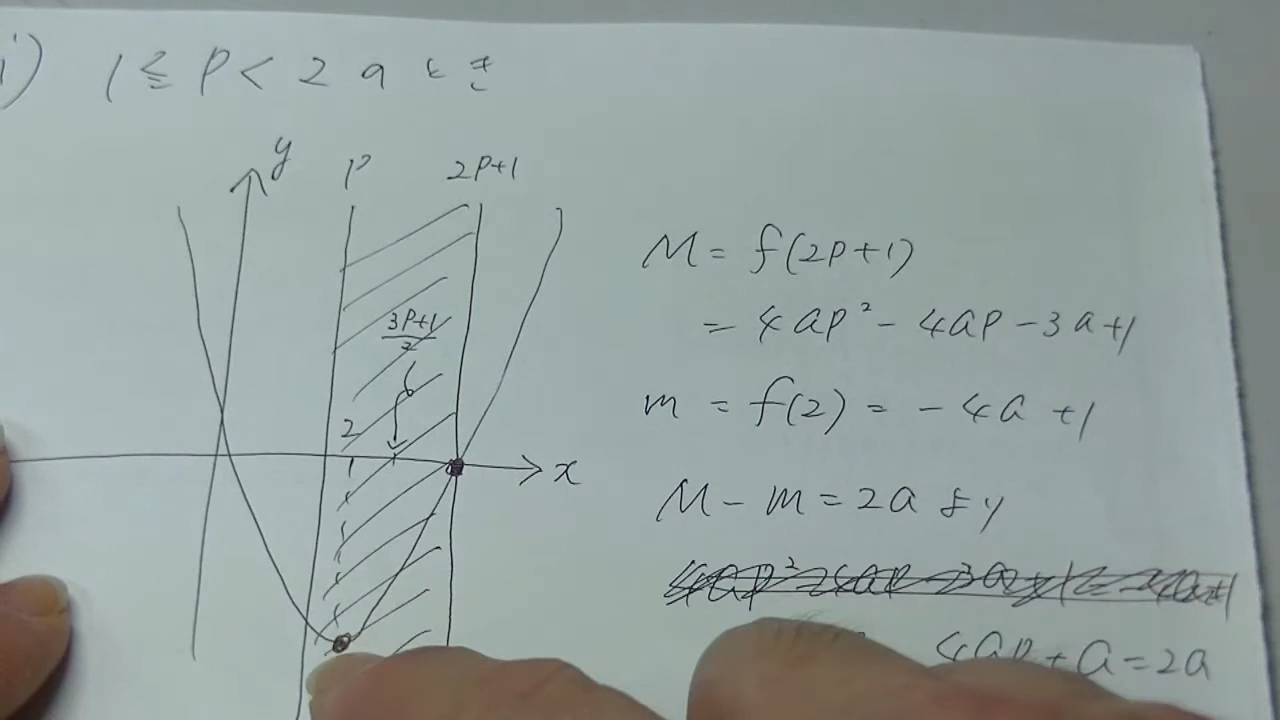 i) 1 ≦ P < 2 のとき
y
P
2P+1
3P+1
2
2
x
M = f(2P+1)
= 4aP² - 4aP - 3a + 1
m = f(2) = -4a + 1
M - m = 2a より
4aP + a = 2a